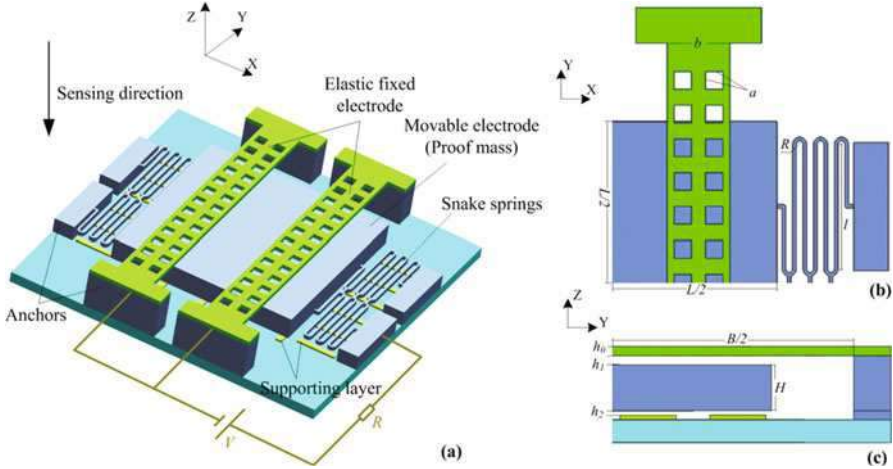 Z
Y
X
Sensing direction
Elastic fixed
electrode
Movable electrode
(Proof mass)
Snake springs
Anchors
Supporting layer
V
R
(a)
Y
X
b
a
R
l
L/2
L/2
(b)
Z
Y
B/2
h0
h1
H
h2
(c)